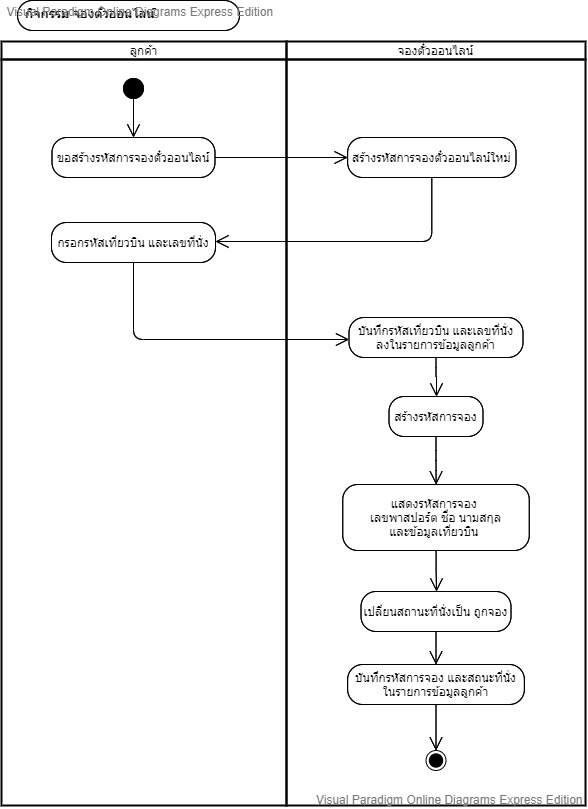 Visual Paradigm Online Diagrams Express Edition
กิจกรรม จองตั๋วออนไลน์
ลูกค้า
จองตั๋วออนไลน์
ขอสร้างรหัสการจองตั๋วออนไลน์
สร้างรหัสการจองตั๋วออนไลน์ใหม่
กรอกรหัสเที่ยวบิน และเลขที่นั่ง
บันทึกรหัสเที่ยวบิน และเลขที่นั่ง
ลงในรายการข้อมูลลูกค้า
สร้างรหัสการจอง
แสดงรหัสการจอง
เลขพาสปอร์ต ชื่อ นามสกุล
และข้อมูลเที่ยวบิน
เปลี่ยนสถานะที่นั่งเป็น ถูกจอง
บันทึกรหัสการจอง และสถนะที่นั่ง
ในรายการข้อมูลลูกค้า
Visual Paradigm Online Diagrams Express Edition